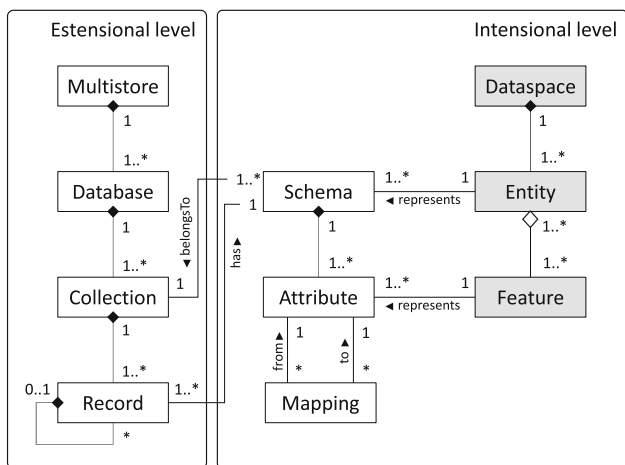 Estensional level
Intensional level
Multistore
Dataspace
1
1
1..*
1..*
Database
1..*
Schema
1..*
1
Entity
◄ represents
1
◄ belongsTo
1
has ►
1
1..*
1..*
1..*
1..*
Collection
1
Attribute
1..*
1
Feature
◄ represents
1
from ►
1
to ►
1
1..*
*
*
0..1
Record
1..*
Mapping
*